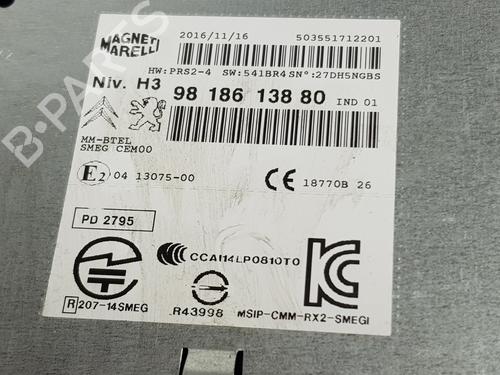 MAGNETI
MARELLI
2016/11/16
503551712201
HW:PRS2-4 SW:541BR4 SN°:27DH5NGBS
Niv. H3
98 186 138 80 IND 01
MM-BTEL
SMEG CEM00
E2 04 13075-00
CE 18770B 26
PD 2795
CCAI14LP0810T0
R 207-14SMEG
R43998
MSIP-CMM-RX2-SMEGI
B-PARTS